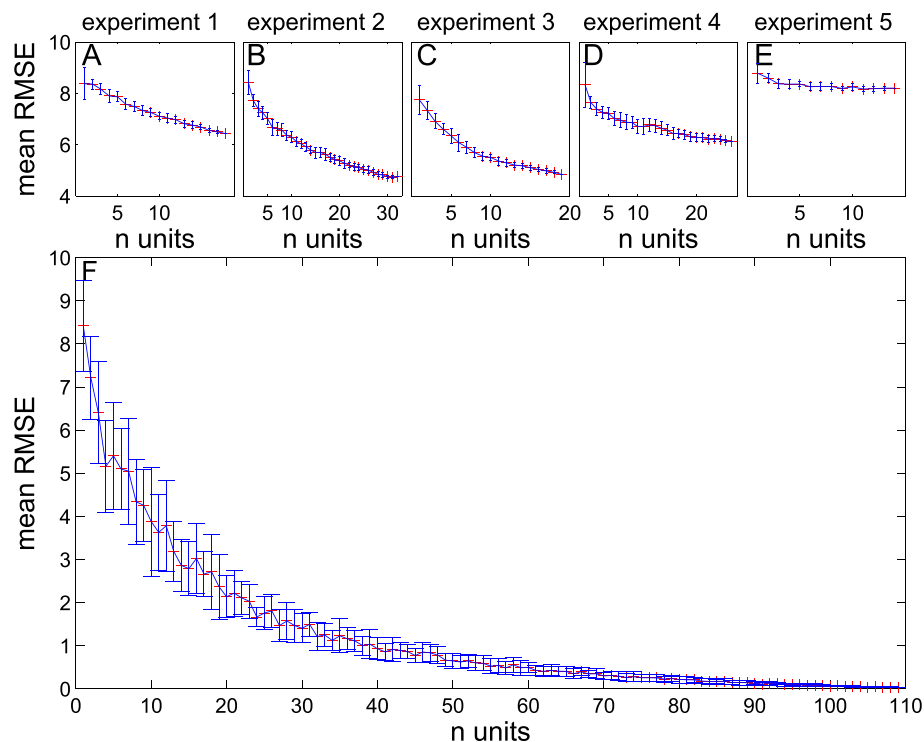 experiment 1 experiment 2 experiment 3 experiment 4 experiment 5
A B C D E
mean RMSE
10
8
6
4
5 10 5 10 20 30 10 20 5 10 20 5 10
n units n units n units n units n units
F
mean RMSE
10
9
8
7
6
5
4
3
2
1
0
0 10 20 30 40 50 60 70 80 90 100 110
n units